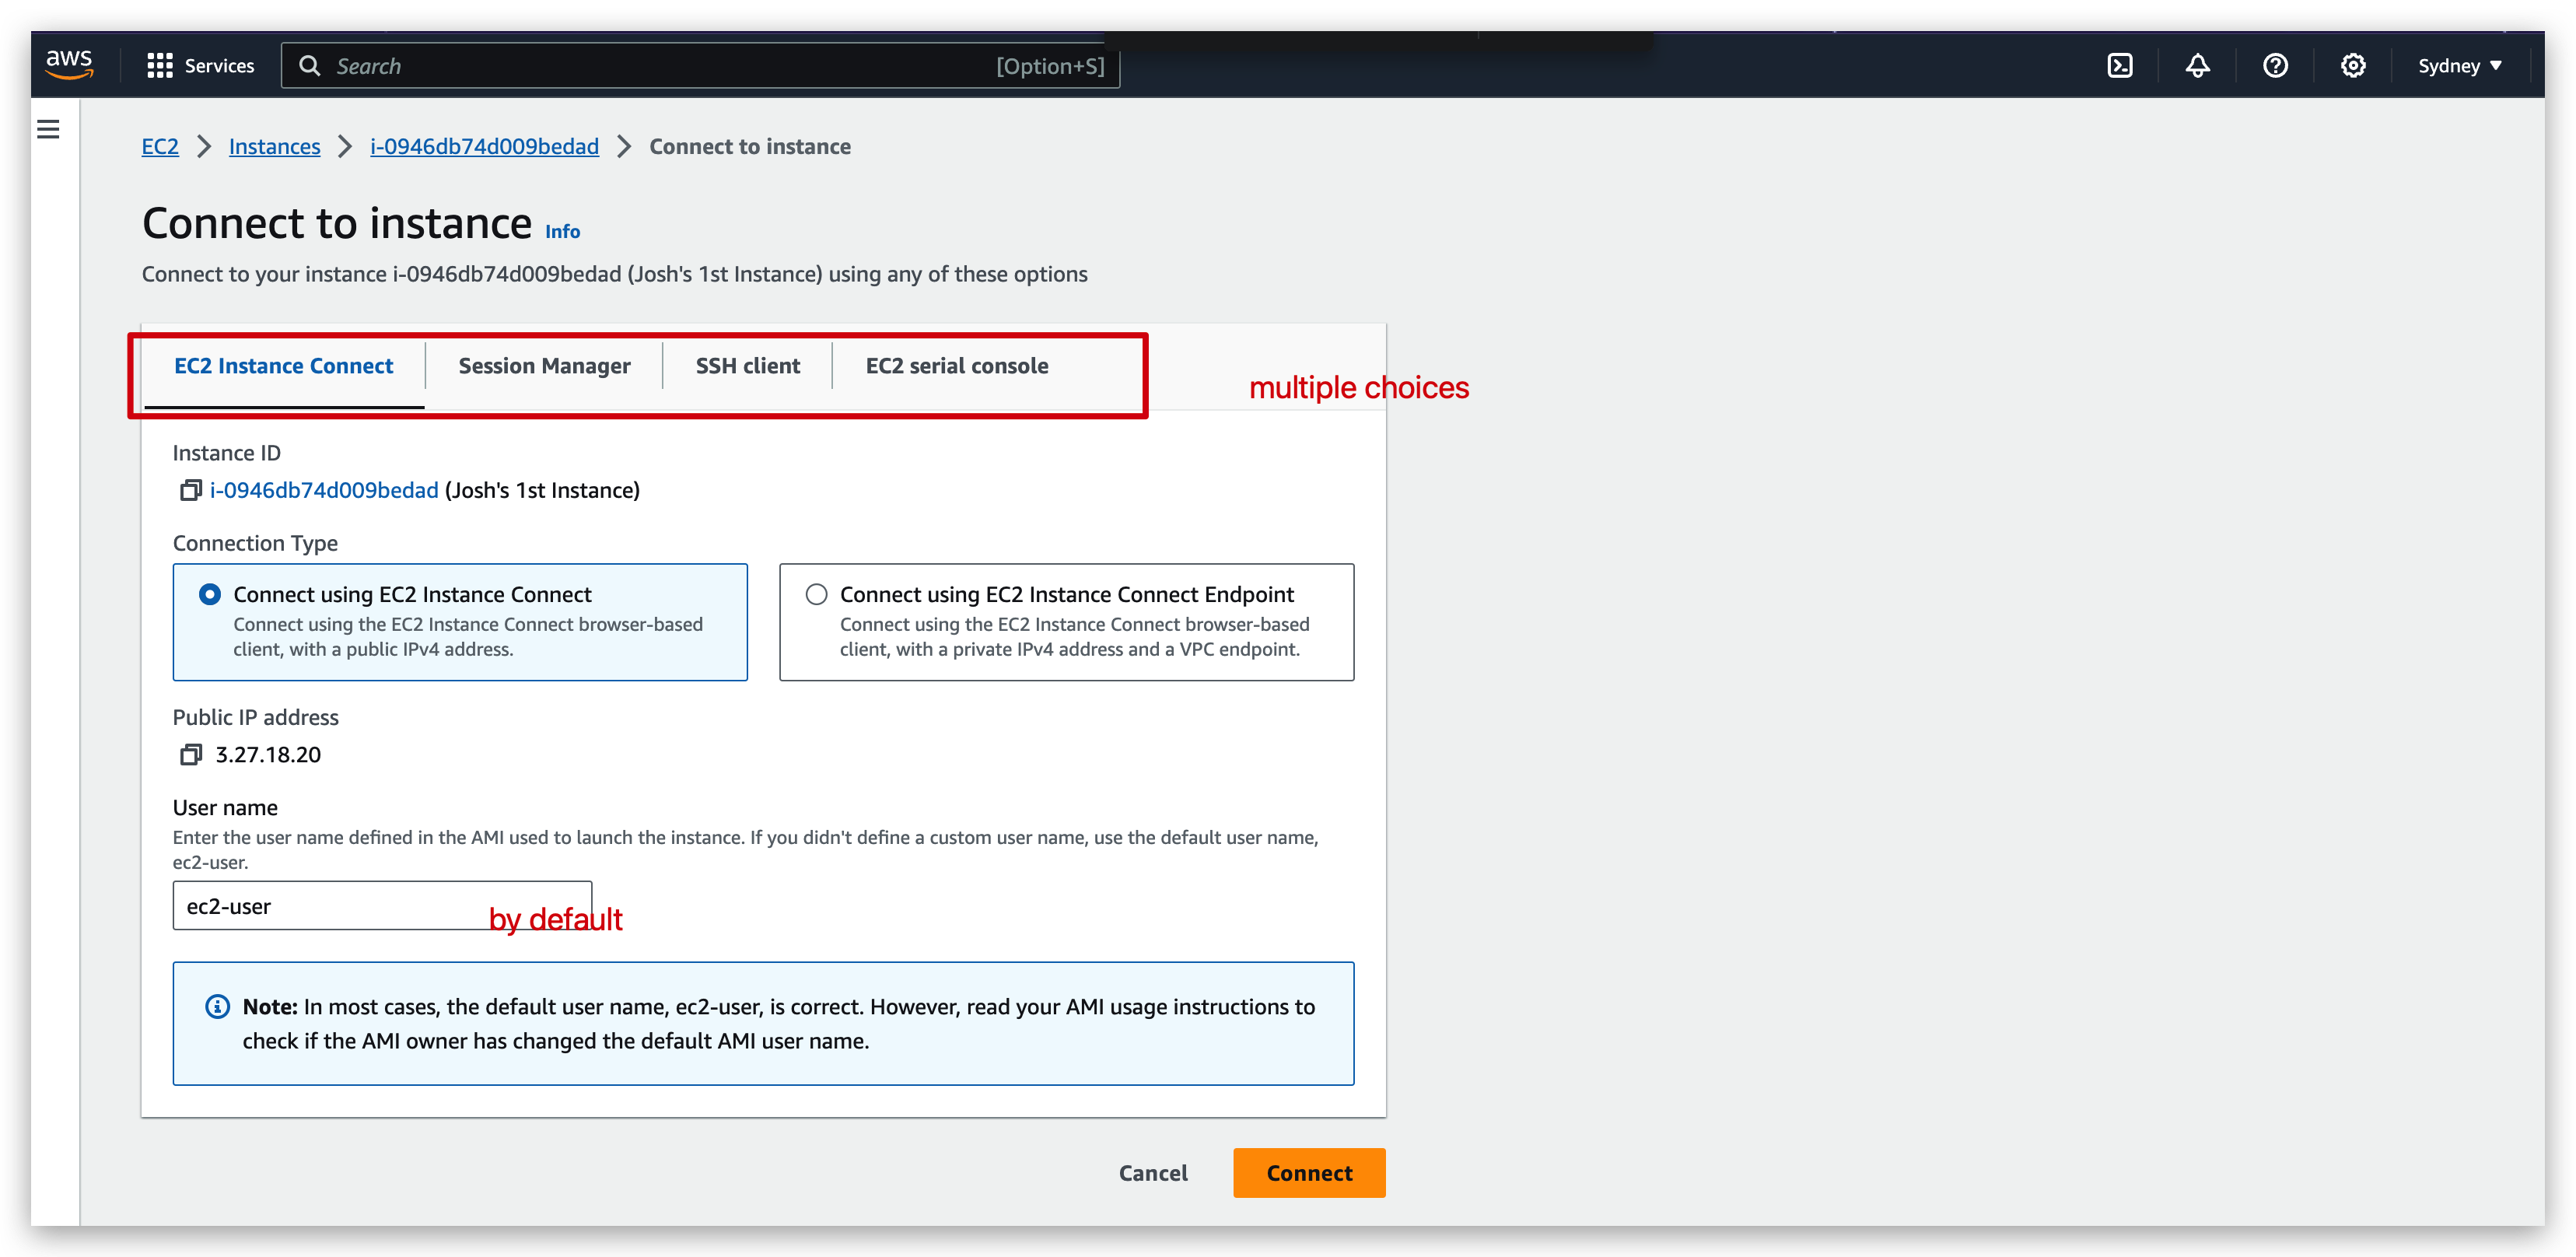 aws
Services
Search
[Option+S]
Sydney
EC2
Instances
i-0946db74d009bedad
Connect to instance
Connect to instance Info
Connect to your instance i-0946db74d009bedad (Josh's 1st Instance) using any of these options
EC2 Instance Connect
Session Manager
SSH client
EC2 serial console
multiple choices
Instance ID
i-0946db74d009bedad (Josh's 1st Instance)
Connection Type
Connect using EC2 Instance Connect
Connect using the EC2 Instance Connect browser-based
client, with a public IPv4 address.
Connect using EC2 Instance Connect Endpoint
Connect using the EC2 Instance Connect browser-based
client, with a private IPv4 address and a VPC endpoint.
Public IP address
3.27.18.20
User name
Enter the user name defined in the AMI used to launch the instance. If you didn't define a custom user name, use the default user name,
ec2-user.
ec2-user
by default
Note: In most cases, the default user name, ec2-user, is correct. However, read your AMI usage instructions to
check if the AMI owner has changed the default AMI user name.
Cancel
Connect